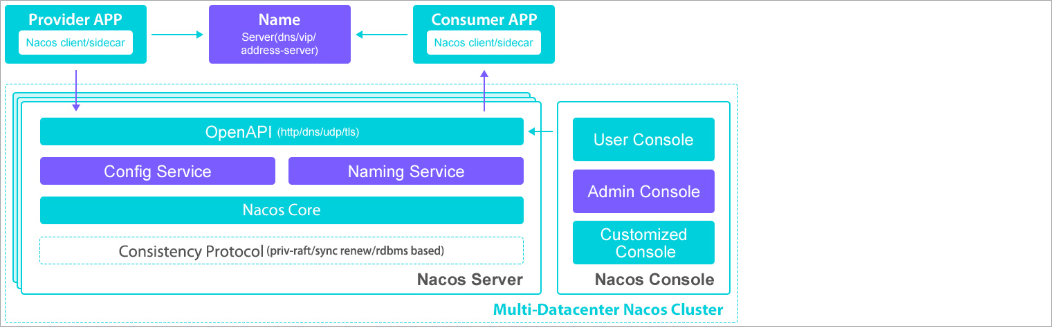 Provider APP
Nacos client/sidecar
Name
Server(dns/vip/
address-server)
Consumer APP
Nacos client/sidecar
OpenAPI (http/dns/udp/tls)
Config Service
Naming Service
Nacos Core
Consistency Protocol (priv-raft/sync renew/rdbms based)
Nacos Server
User Console
Admin Console
Customized
Console
Nacos Console
Multi-Datacenter Nacos Cluster